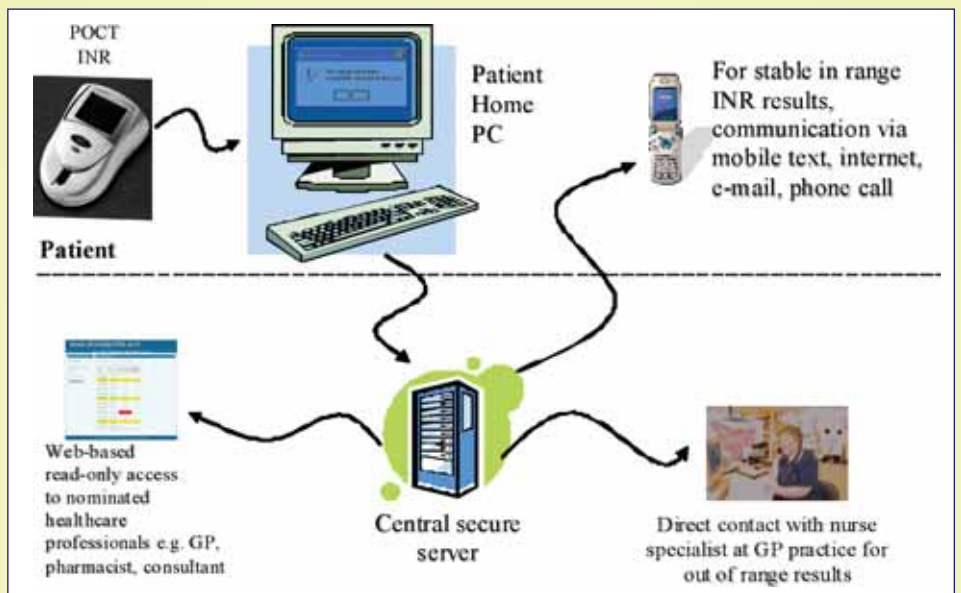 POCT
INR
Patient
Home
PC
For stable in range
INR results,
communication via
mobile text, internet,
e-mail, phone call
Patient
Web-based
read-only access
to nominated
healthcare
professionals e.g. GP,
pharmacist, consultant
Central secure
server
Direct contact with nurse
specialist at GP practice for
out of range results